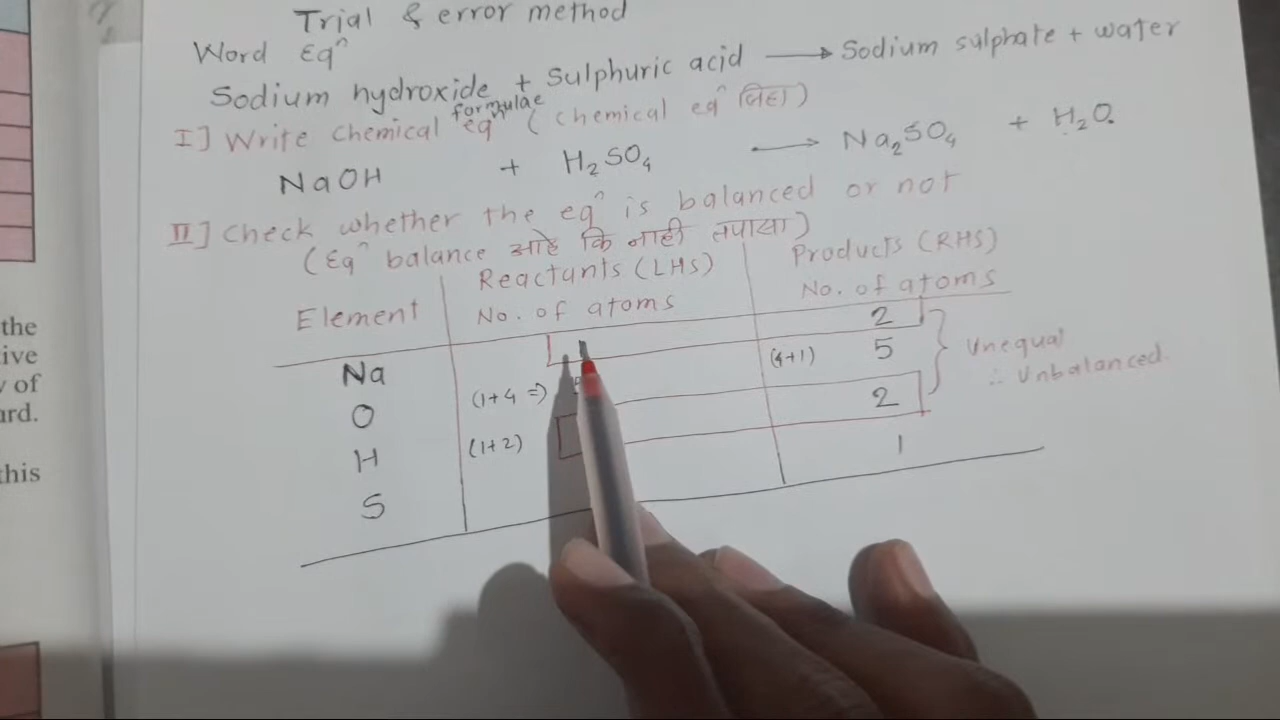 Trial & error method
Word Eqⁿ
Sodium hydroxide + Sulphuric acid ⟶ Sodium sulphate + water
I] Write chemical formulae eqⁿ (chemical eqⁿ लिहा)
NaOH + H₂SO₄ ⟶ Na₂SO₄ + H₂O
II] Check whether the eqⁿ is balanced or not
(Eqⁿ balance आहे कि नाही तपासा)
Element Reactants (LHS) Products (RHS)
No. of atoms No. of atoms
Na 2
O (1+4 ⇒) (4+1) 5
H (1+2) 2
S 1
Unequal
∴ Unbalanced.
the
ive
of
ard.
this